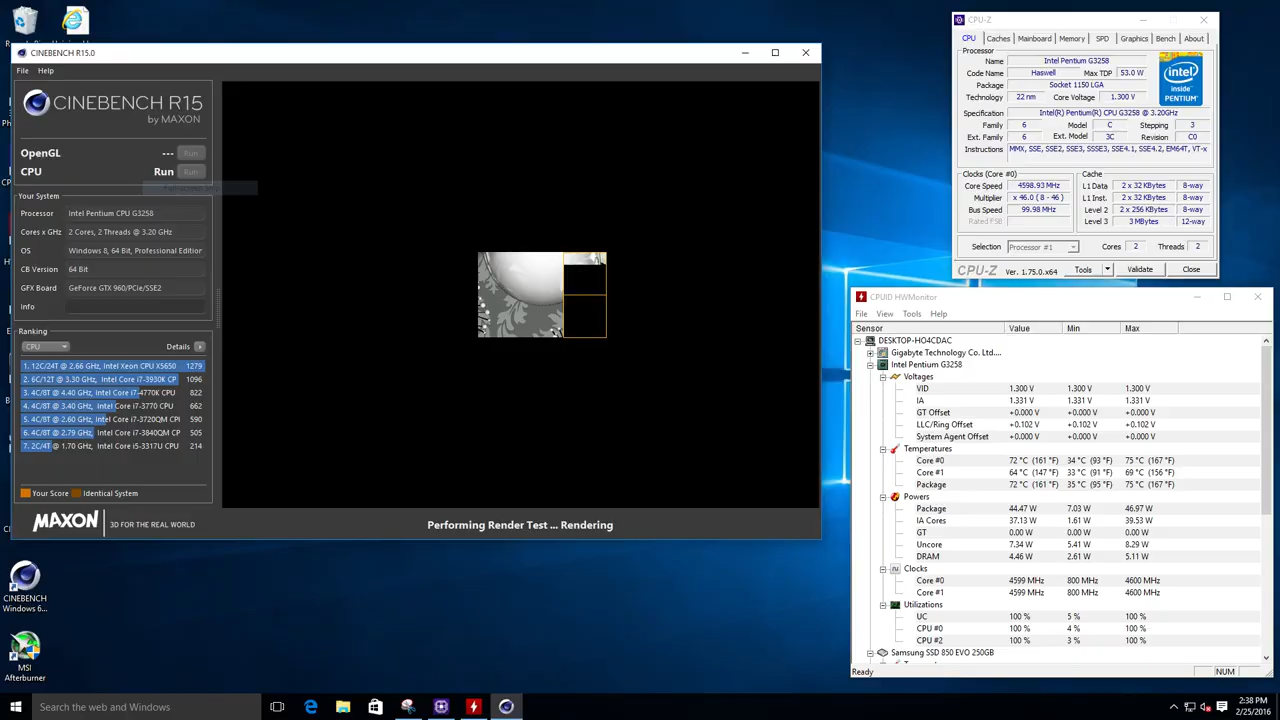 CINEBENCH R15.0
File Help
CINEBENCH R15
by MAXON
OpenGL --- Run
CPU Run Run
Your System
Processor Intel Pentium CPU G3258
Cores x GHz 2 Cores, 2 Threads @ 3.20 GHz
OS Windows 8, 64 Bit, Professional Edition
CB Version 64 Bit
GFX Board GeForce GTX 960/PCIe/SSE2
Info
Ranking
CPU Details
1. 12C/24T @ 2.66 GHz, Intel Xeon CPU X5650 1279
2. 6C/12T @ 3.30 GHz, Intel Core i7-3930K CP 1096
3. 4C/8T @ 4.40 GHz, Intel Core i7-4770K CPU 822
4. 4C/8T @ 3.40 GHz, Intel Core i7-3770 CPU 662
5. 4C/8T @ 2.60 GHz, Intel Core i7-3720QM CPI 590
6. 4C/8T @ 2.79 GHz, Intel Core i7-3840QM CP 505
7. 2C/4T @ 1.70 GHz, Intel Core i5-3317U CPU 214
Your Score Identical System
MAXON 3D FOR THE REAL WORLD
Performing Render Test ... Rendering
CPU-Z
CPU Caches Mainboard Memory SPD Graphics Bench About
Processor
Name Intel Pentium G3258
Code Name Haswell Max TDP 53.0 W
Package Socket 1150 LGA
Technology 22 nm Core Voltage 1.300 V
intel inside PENTIUM
Specification Intel(R) Pentium(R) CPU G3258 @ 3.20GHz
Family 6 Model C Stepping 3
Ext. Family 6 Ext. Model 3C Revision C0
Instructions MMX, SSE, SSE2, SSE3, SSSE3, SSE4.1, SSE4.2, EM64T, VT-x
Clocks (Core #0) Cache
Core Speed 4598.93 MHz L1 Data 2 x 32 KBytes 8-way
Multiplier x 46.0 ( 8 - 46 ) L1 Inst. 2 x 32 KBytes 8-way
Bus Speed 99.98 MHz Level 2 2 x 256 KBytes 8-way
Rated FSB Level 3 3 MBytes 12-way
Selection Processor #1 Cores 2 Threads 2
CPU-Z Ver. 1.75.0.x64 Tools Validate Close
CPUID HWMonitor
File View Tools Help
Sensor Value Min Max
DESKTOP-HO4CDAC
Gigabyte Technology Co. Ltd....
Intel Pentium G3258
Voltages
VID 1.300 V 1.300 V 1.300 V
IA 1.331 V 1.331 V 1.331 V
GT Offset +0.000 V +0.000 V +0.000 V
LLC/Ring Offset +0.102 V +0.102 V +0.102 V
System Agent Offset +0.000 V +0.000 V +0.000 V
Temperatures
Core #0 72 °C (161 °F) 34 °C (93 °F) 75 °C (167 °F)
Core #1 64 °C (147 °F) 33 °C (91 °F) 69 °C (156 °F)
Package 72 °C (161 °F) 35 °C (95 °F) 75 °C (167 °F)
Powers
Package 44.47 W 7.03 W 46.97 W
IA Cores 37.13 W 1.61 W 39.53 W
GT 0.00 W 0.00 W 0.00 W
Uncore 7.34 W 5.41 W 8.29 W
DRAM 4.46 W 2.61 W 5.11 W
Clocks
Core #0 4599 MHz 800 MHz 4600 MHz
Core #1 4599 MHz 800 MHz 4600 MHz
Utilizations
UC 100 % 5 % 100 %
CPU #0 100 % 4 % 100 %
CPU #2 100 % 3 % 100 %
Samsung SSD 850 EVO 250GB
Ready NUM
CINEBENCH
Windows 6...
MSI
Afterburner
Search the web and Windows
2:38 PM
2/25/2016